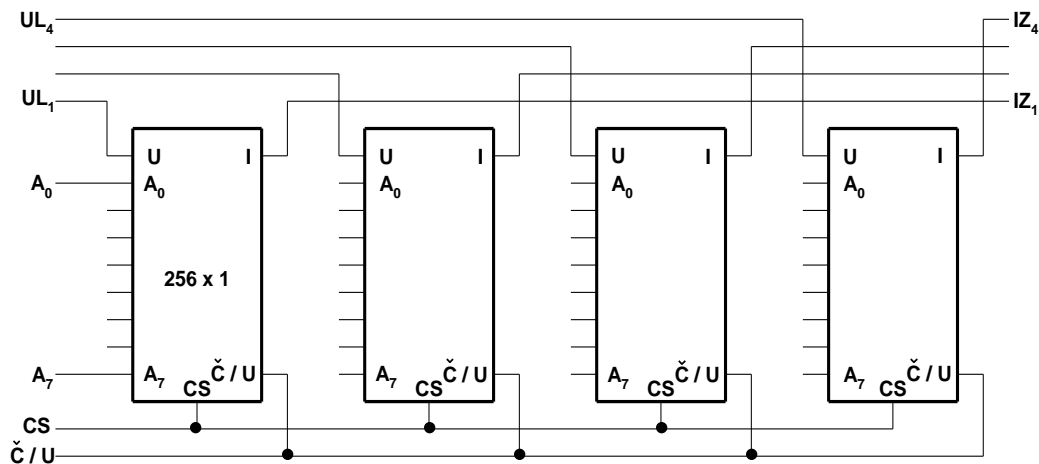 UL₄ IZ₄
UL₁ IZ₁
U I U I U I U I
A₀ A₀ A₀ A₀ A₀
256 x 1
A₇ A₇ Č / U A₇ Č / U A₇ Č / U A₇ Č / U
CS CS CS CS
CS
Č / U